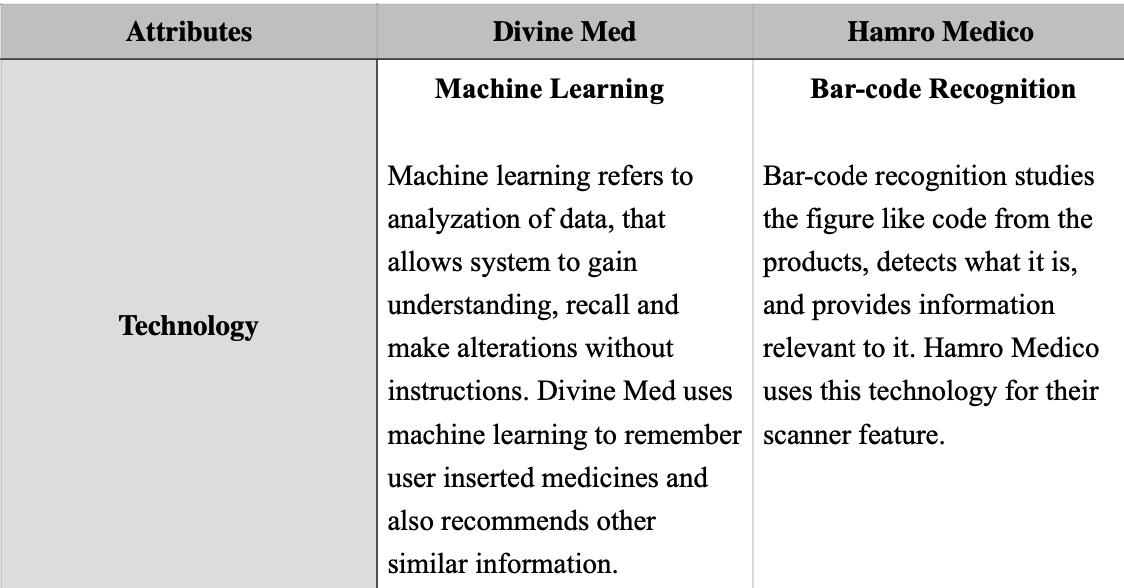 Attributes
Divine Med
Hamro Medico
Technology
Machine Learning
Machine learning refers to
analyzation of data, that
allows system to gain
understanding, recall and
make alterations without
instructions. Divine Med uses
machine learning to remember
user inserted medicines and
also recommends other
similar information.
Bar-code Recognition
Bar-code recognition studies
the figure like code from the
products, detects what it is,
and provides information
relevant to it. Hamro Medico
uses this technology for their
scanner feature.